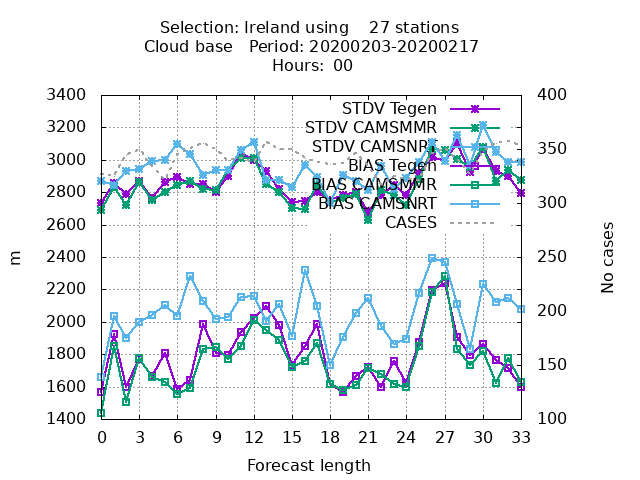 Selection: Ireland using    27 stations
Cloud base   Period: 20200203-20200217
Hours:  00
3400
3200
3000
2800
2600
2400
2200
2000
1800
1600
1400
400
350
300
250
200
150
100
m
No cases
STDV Tegen
STDV CAMSMMR
STDV CAMSNRT
BIAS Tegen
BIAS CAMSMMR
BIAS CAMSNRT
CASES
0 3 6 9 12 15 18 21 24 27 30 33
Forecast length